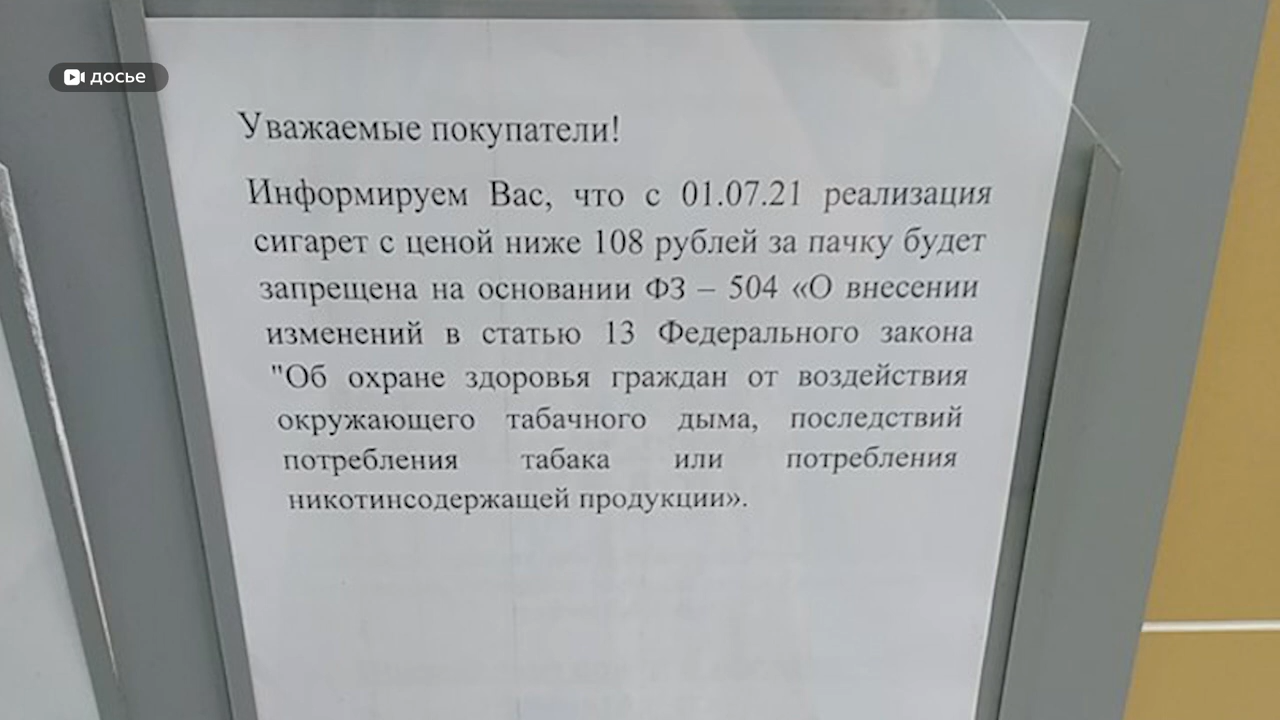 досье
Уважаемые покупатели!
Информируем Вас, что с 01.07.21 реализация
сигарет с ценой ниже 108 рублей за пачку будет
запрещена на основании ФЗ – 504 «О внесении
изменений в статью 13 Федерального закона
"Об охране здоровья граждан от воздействия
окружающего табачного дыма, последствий
потребления табака или потребления
никотинсодержащей продукции».